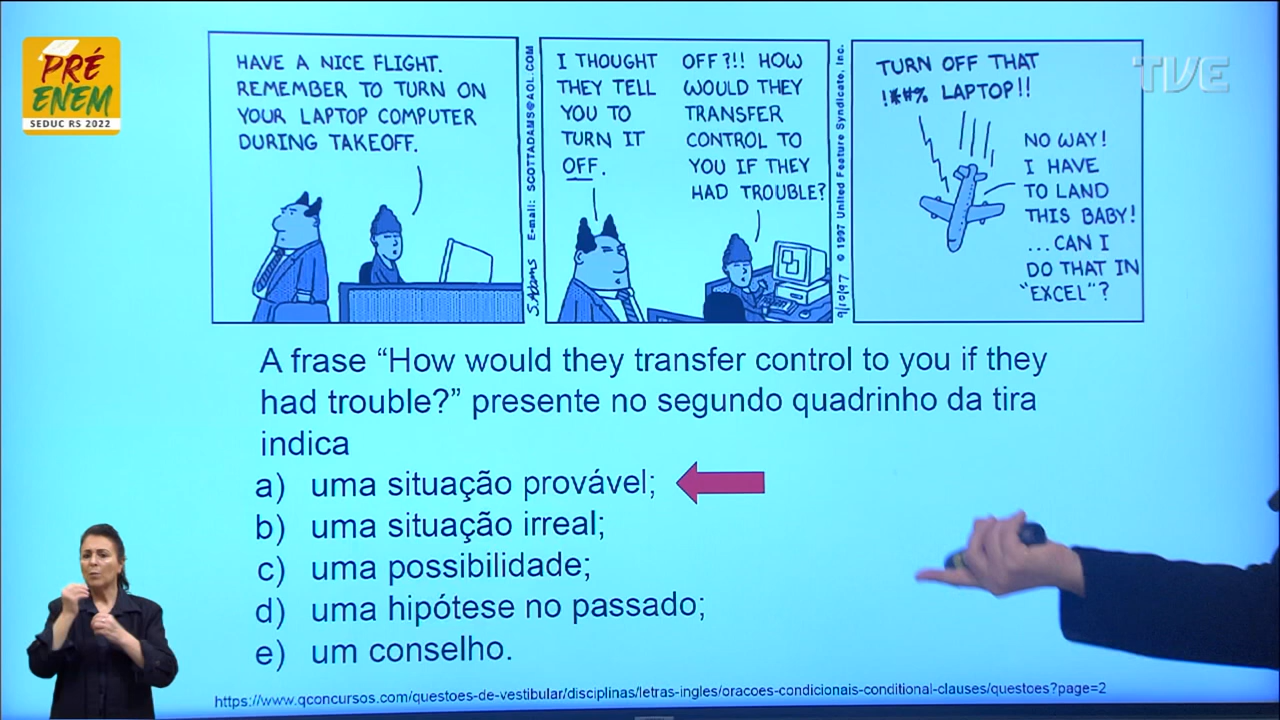 PRÉ
ENEM
SEDUC RS 2022
TVE
HAVE A NICE FLIGHT.
REMEMBER TO TURN ON
YOUR LAPTOP COMPUTER
DURING TAKEOFF.
S.Adams E-mail: SCOTTADAMS@AOL.COM
I THOUGHT
THEY TELL
YOU TO
TURN IT
OFF.
OFF?!! HOW
WOULD THEY
TRANSFER
CONTROL TO
YOU IF THEY
HAD TROUBLE?
9/10/97 © 1997 United Feature Syndicate, Inc.
TURN OFF THAT
!*#% LAPTOP!!
NO WAY!
I HAVE
TO LAND
THIS BABY!
...CAN I
DO THAT IN
"EXCEL"?
A frase “How would they transfer control to you if they
had trouble?” presente no segundo quadrinho da tira
indica
a) uma situação provável;
b) uma situação irreal;
c) uma possibilidade;
d) uma hipótese no passado;
e) um conselho.
https://www.qconcursos.com/questoes-de-vestibular/disciplinas/letras-ingles/oracoes-condicionais-conditional-clauses/questoes?page=2